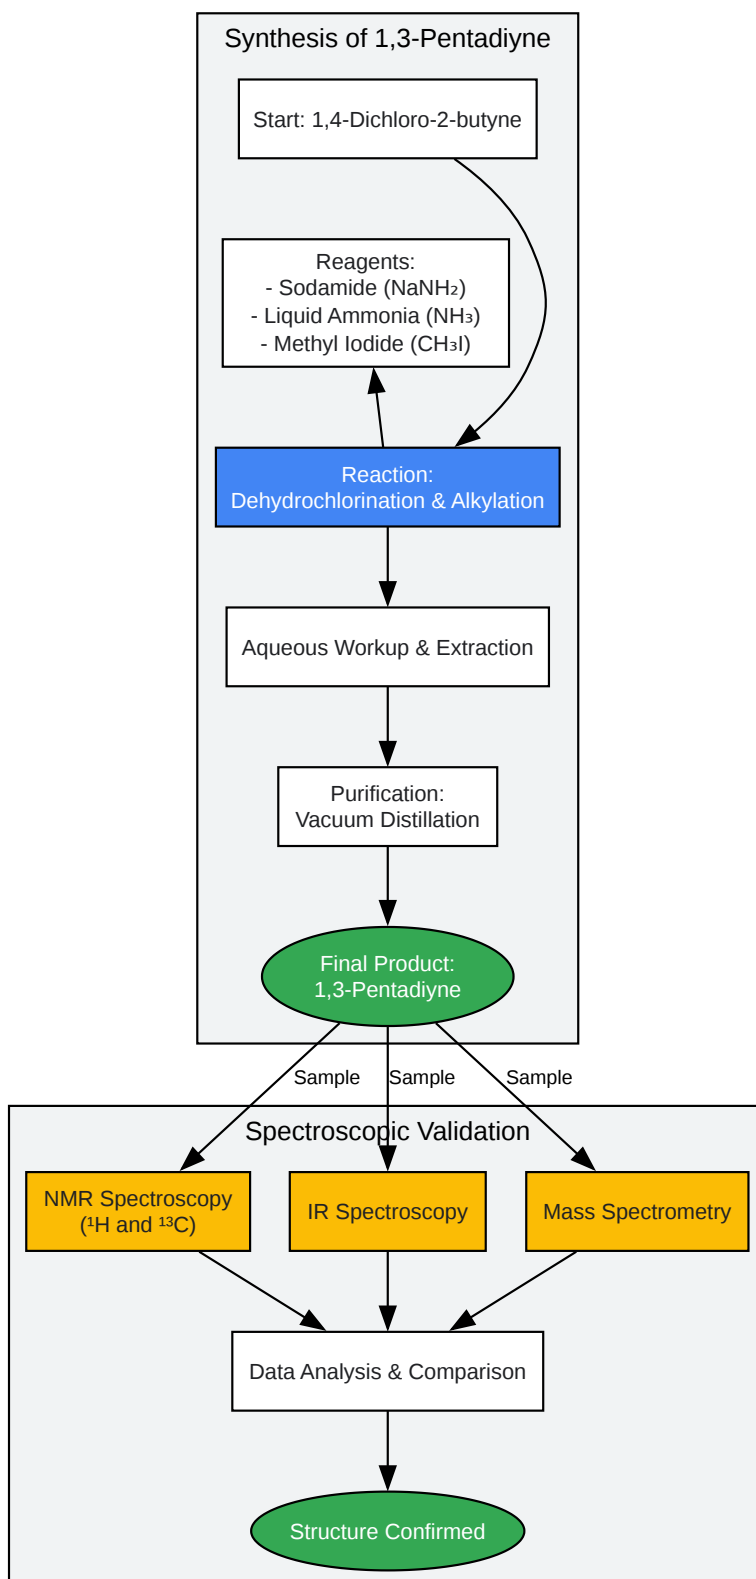 Synthesis of 1,3-Pentadiyne
Start: 1,4-Dichloro-2-butyne
Reagents:
- Sodamide (NaNH₂)
- Liquid Ammonia (NH₃)
- Methyl Iodide (CH₃I)
Reaction:
Dehydrochlorination & Alkylation
Aqueous Workup & Extraction
Purification:
Vacuum Distillation
Final Product:
1,3-Pentadiyne
Sample Sample Sample
Spectroscopic Validation
NMR Spectroscopy
(¹H and ¹³C)
IR Spectroscopy
Mass Spectrometry
Data Analysis & Comparison
Structure Confirmed